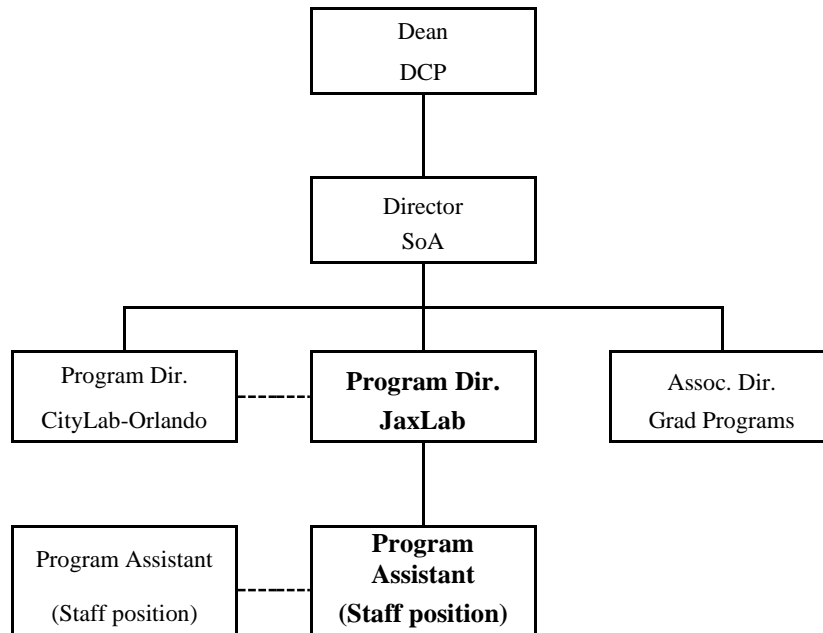 Dean
DCP
Director
SoA
Program Dir.
CityLab-Orlando
Program Dir.
JaxLab
Assoc. Dir.
Grad Programs
Program Assistant
(Staff position)
Program
Assistant
(Staff position)